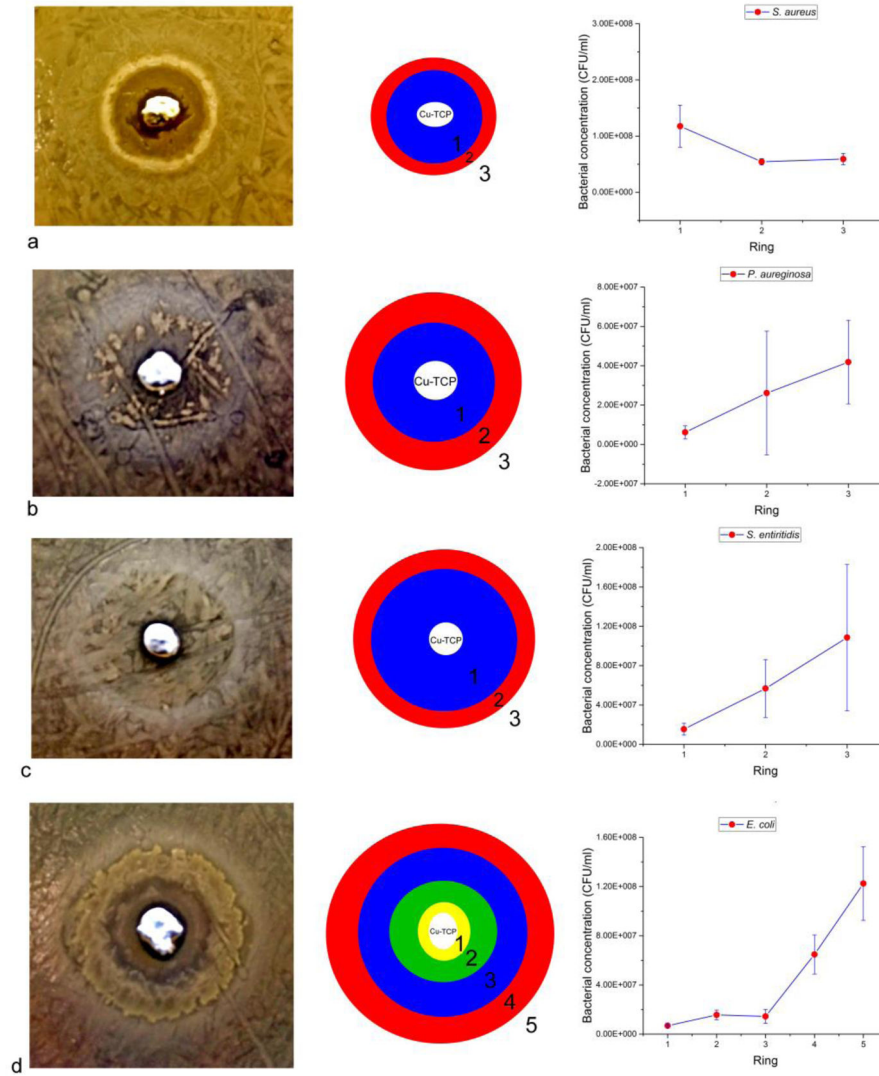 Cu-TCP
1
2
3
S. aureus
Bacterial concentration (CFU/ml)
3.00E+008
2.00E+008
1.00E+008
0.00E+000
1 2 3
Ring
a
Cu-TCP
1
2
3
P. aureginosa
Bacterial concentration (CFU/ml)
8.00E+007
6.00E+007
4.00E+007
2.00E+007
0.00E+000
-2.00E+007
1 2 3
Ring
b
Cu-TCP
1
2
3
S. entiritidis
Bacterial concentration (CFU/ml)
2.00E+008
1.60E+008
1.20E+008
8.00E+007
4.00E+007
0.00E+000
1 2 3
Ring
c
Cu-TCP
1
2
3
4
5
E. coli
Bacterial concentration (CFU/ml)
1.60E+008
1.20E+008
8.00E+007
4.00E+007
0.00E+000
1 2 3 4 5
Ring
d